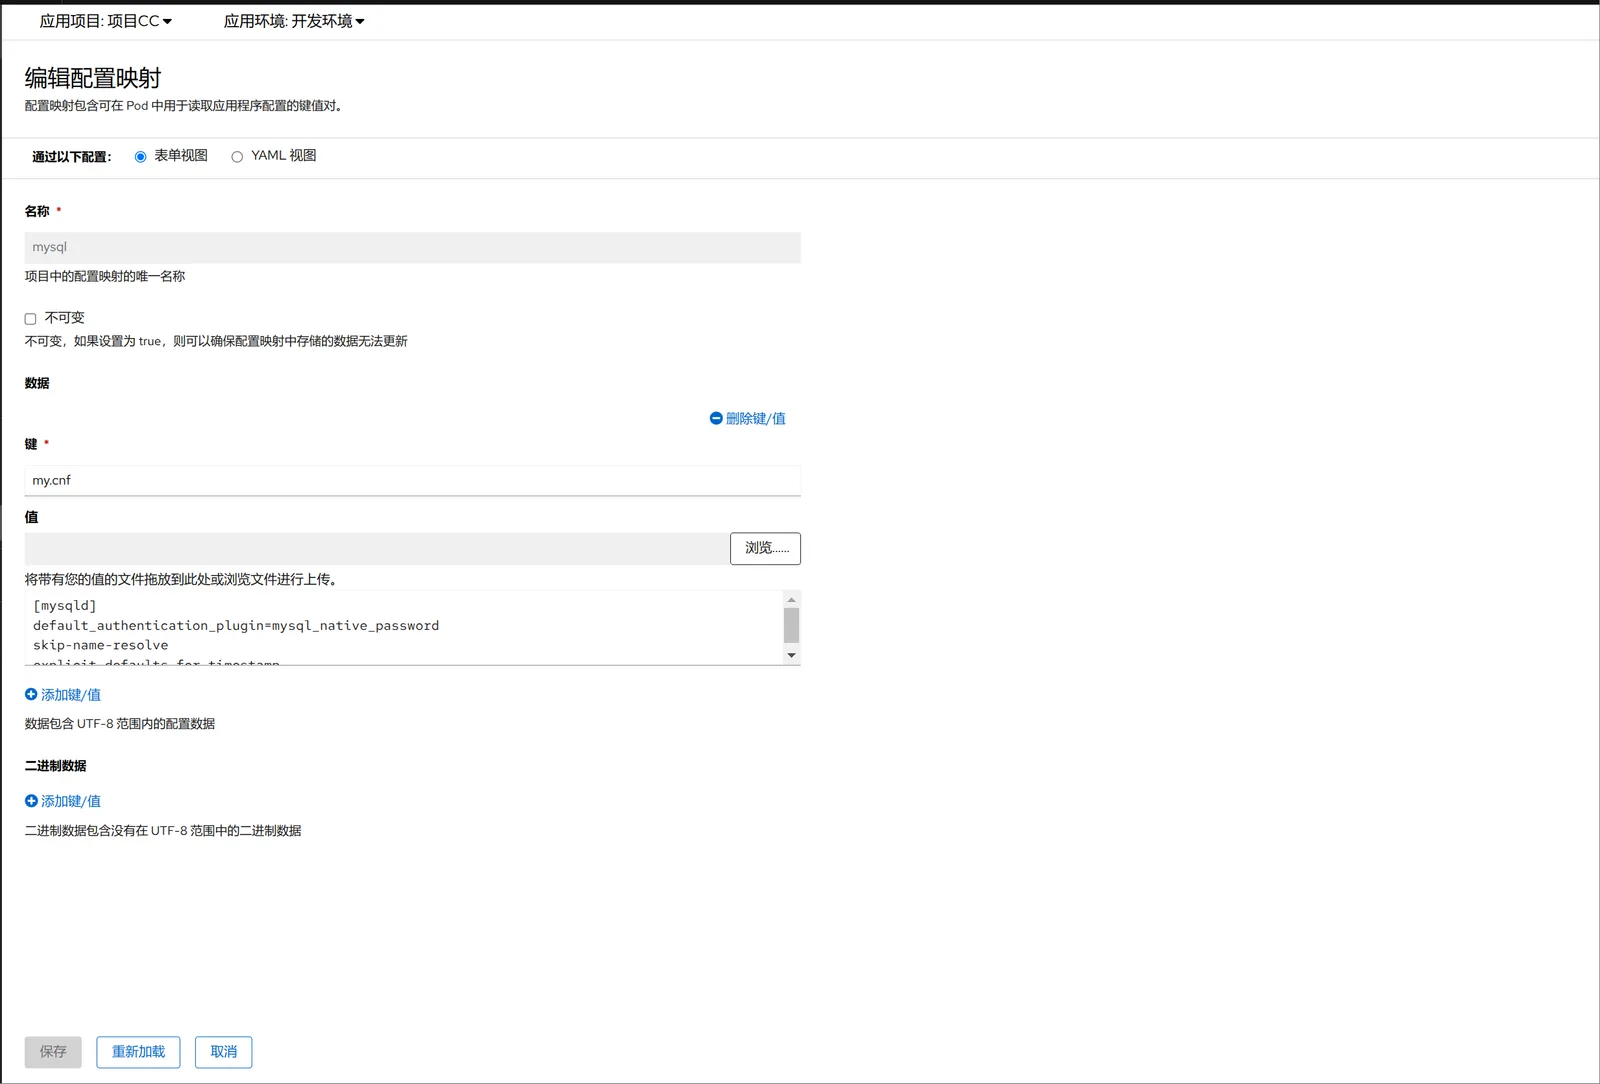 应用项目: 项目CC 应用环境: 开发环境
编辑配置映射
配置映射包含可在 Pod 中用于读取应用程序配置的键值对。
通过以下配置: 表单视图 YAML 视图
名称 *
mysql
项目中的配置映射的唯一名称
不可变
不可变，如果设置为 true，则可以确保配置映射中存储的数据无法更新
数据
删除键/值
键 *
my.cnf
值
浏览......
将带有您的值的文件拖放到此处或浏览文件进行上传。
[mysqld]
default_authentication_plugin=mysql_native_password
skip-name-resolve
explicit_defaults_for_timestamp
添加键/值
数据包含 UTF-8 范围内的配置数据
二进制数据
添加键/值
二进制数据包含没有在 UTF-8 范围中的二进制数据
保存 重新加载 取消